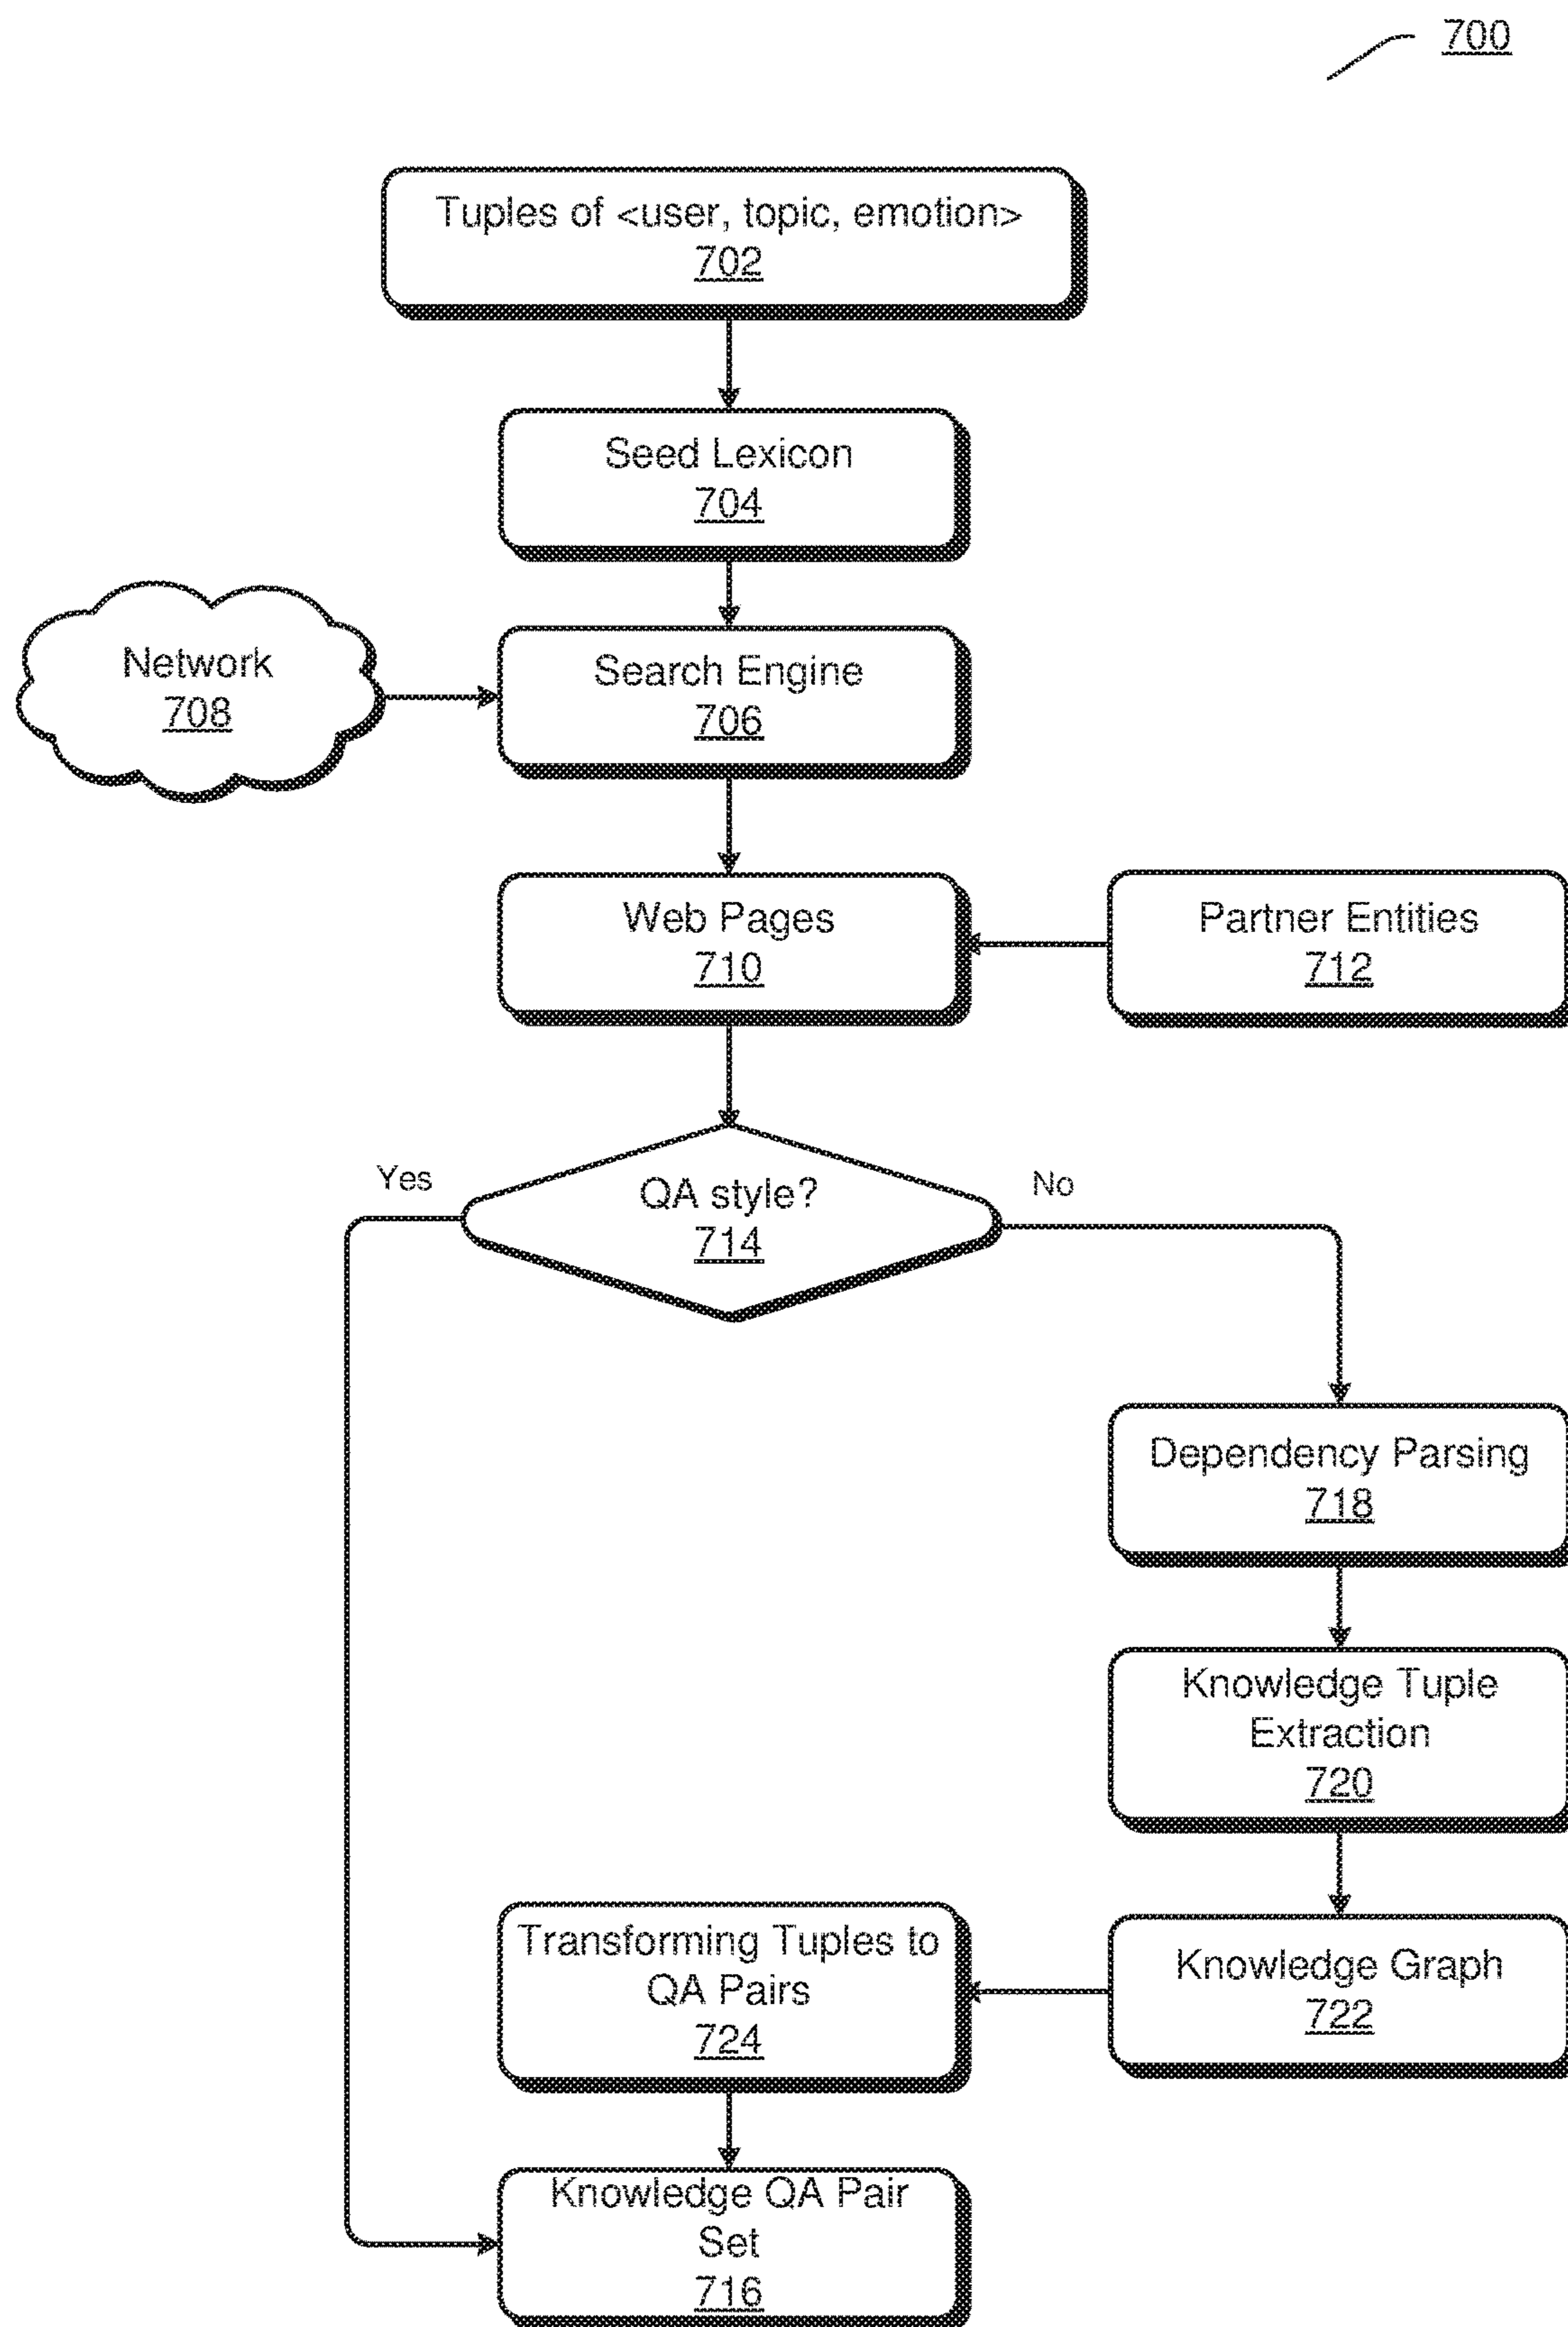 700
Tuples of <user, topic, emotion>
702
Seed Lexicon
704
Network
708
Search Engine
706
Web Pages
710
Partner Entities
712
Yes
QA style?
714
No
Dependency Parsing
718
Knowledge Tuple
Extraction
720
Transforming Tuples to
QA Pairs
724
Knowledge Graph
722
Knowledge QA Pair
Set
716